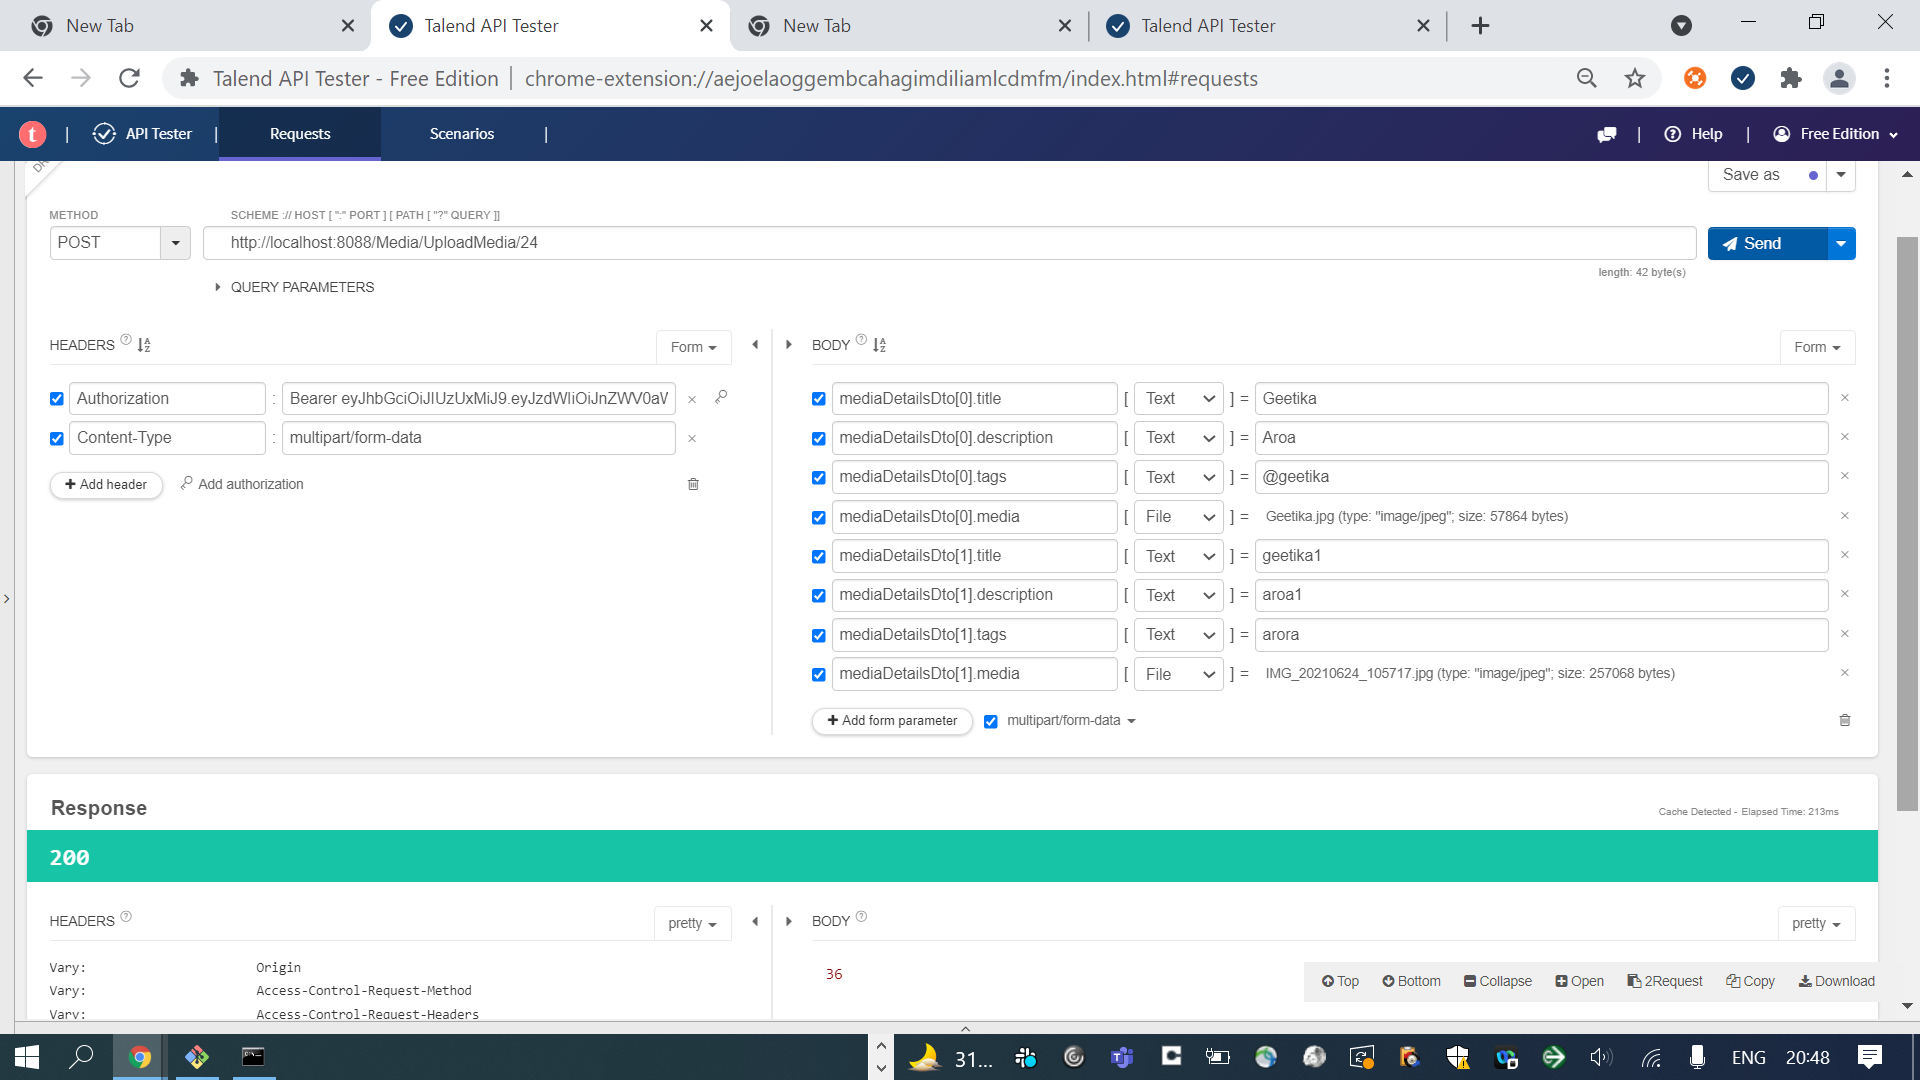 New Tab
Talend API Tester
New Tab
Talend API Tester
Talend API Tester - Free Edition
chrome-extension://aejoelaoggembcahagimdiliamlcdmfm/index.html#requests
t | API Tester | Requests Scenarios |
| Help | Free Edition
Save as
METHOD
SCHEME :// HOST [ ":" PORT ] [ PATH [ "?" QUERY ]]
POST
http://localhost:8088/Media/UploadMedia/24
Send
length: 42 byte(s)
QUERY PARAMETERS
HEADERS ?
Form
BODY ?
Form
Authorization : Bearer eyJhbGciOiJIUzUxMiJ9.eyJzdWIiOiJnZWV0aW
Content-Type : multipart/form-data
+ Add header
Add authorization
mediaDetailsDto[0].title [ Text ] = Geetika
mediaDetailsDto[0].description [ Text ] = Aroa
mediaDetailsDto[0].tags [ Text ] = @geetika
mediaDetailsDto[0].media [ File ] = Geetika.jpg (type: "image/jpeg"; size: 57864 bytes)
mediaDetailsDto[1].title [ Text ] = geetika1
mediaDetailsDto[1].description [ Text ] = aroa1
mediaDetailsDto[1].tags [ Text ] = arora
mediaDetailsDto[1].media [ File ] = IMG_20210624_105717.jpg (type: "image/jpeg"; size: 257068 bytes)
+ Add form parameter
multipart/form-data
Response
Cache Detected - Elapsed Time: 213ms
200
HEADERS ?
pretty
BODY ?
pretty
Vary: Origin
Vary: Access-Control-Request-Method
Vary: Access-Control-Request-Headers
36
Top Bottom Collapse Open 2Request Copy Download
31... ENG 20:48